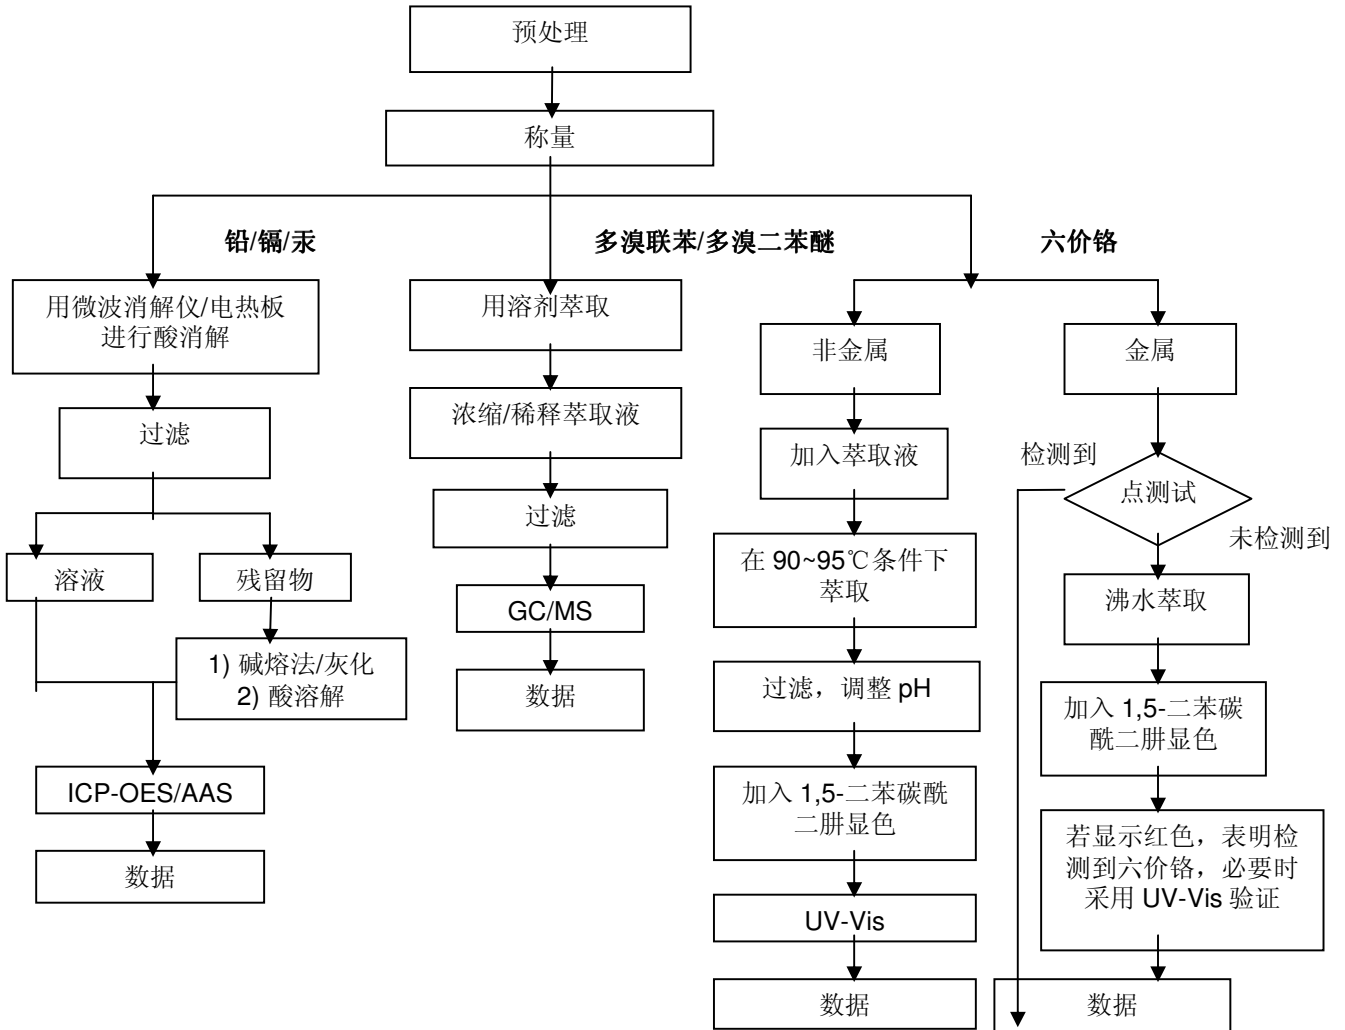 预处理
称量
铅/镉/汞
多溴联苯/多溴二苯醚
六价铬
用微波消解仪/电热板
进行酸消解
过滤
溶液
残留物
1) 碱熔法/灰化
2) 酸溶解
ICP-OES/AAS
数据
用溶剂萃取
浓缩/稀释萃取液
过滤
GC/MS
数据
非金属
加入萃取液
在 90~95℃条件下
萃取
过滤，调整 pH
加入 1,5-二苯碳酰
二肼显色
UV-Vis
数据
金属
检测到
点测试
未检测到
沸水萃取
加入 1,5-二苯碳
酰二肼显色
若显示红色，表明检
测到六价铬，必要时
采用 UV-Vis 验证
数据